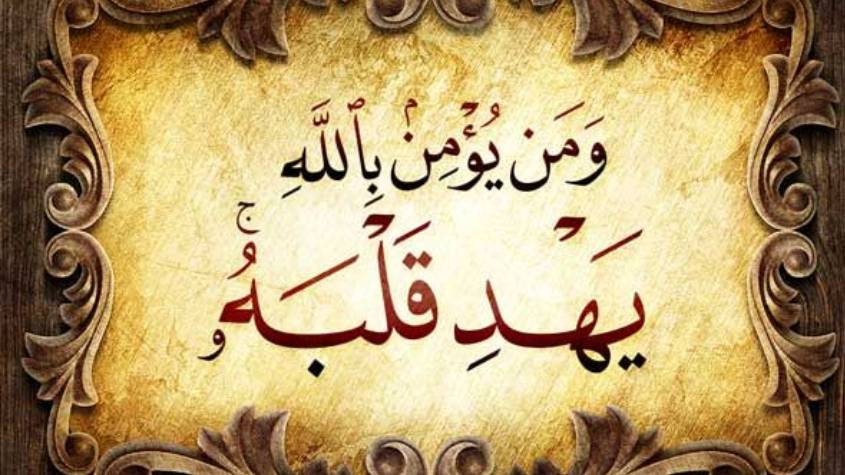 وَمَن يُؤْمِنۢ بِٱللَّهِ
يَهْدِ قَلْبَهُۥ ۚ